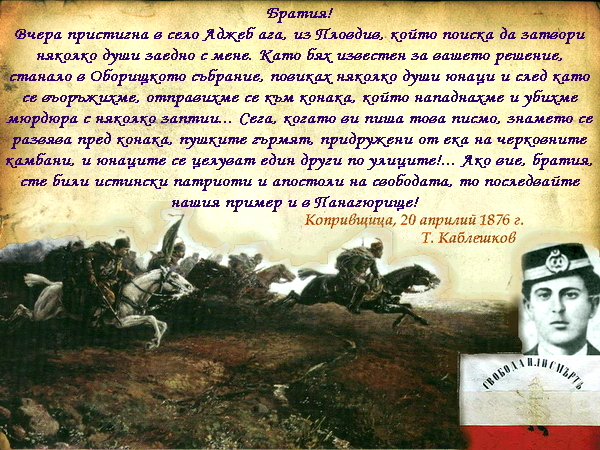 Братия!
Вчера пристигна в село Аджеб ага, из Пловдив, който поиска да затвори
няколко души заедно с мене. Като бях известен за вашето решение,
станало в Оборищкото събрание, повиках няколко души юнаци и след като
се въоръжихме, отправихме се към конака, който нападнахме и убихме
мюрдюра с няколко заптии... Сега, когато ви пиша това писмо, знамето се
развява пред конака, пушките гърмят, придружени от ека на черковните
камбани, и юнаците се целуват един други по улиците!... Ако вие, братия,
сте били истински патриоти и апостоли на свободата, то последвайте
нашия пример и в Панагюрище!
Копривщица, 20 априлий 1876 г.
Т. Каблешков
СВОБОДА ИЛИ СМЪРТЬ